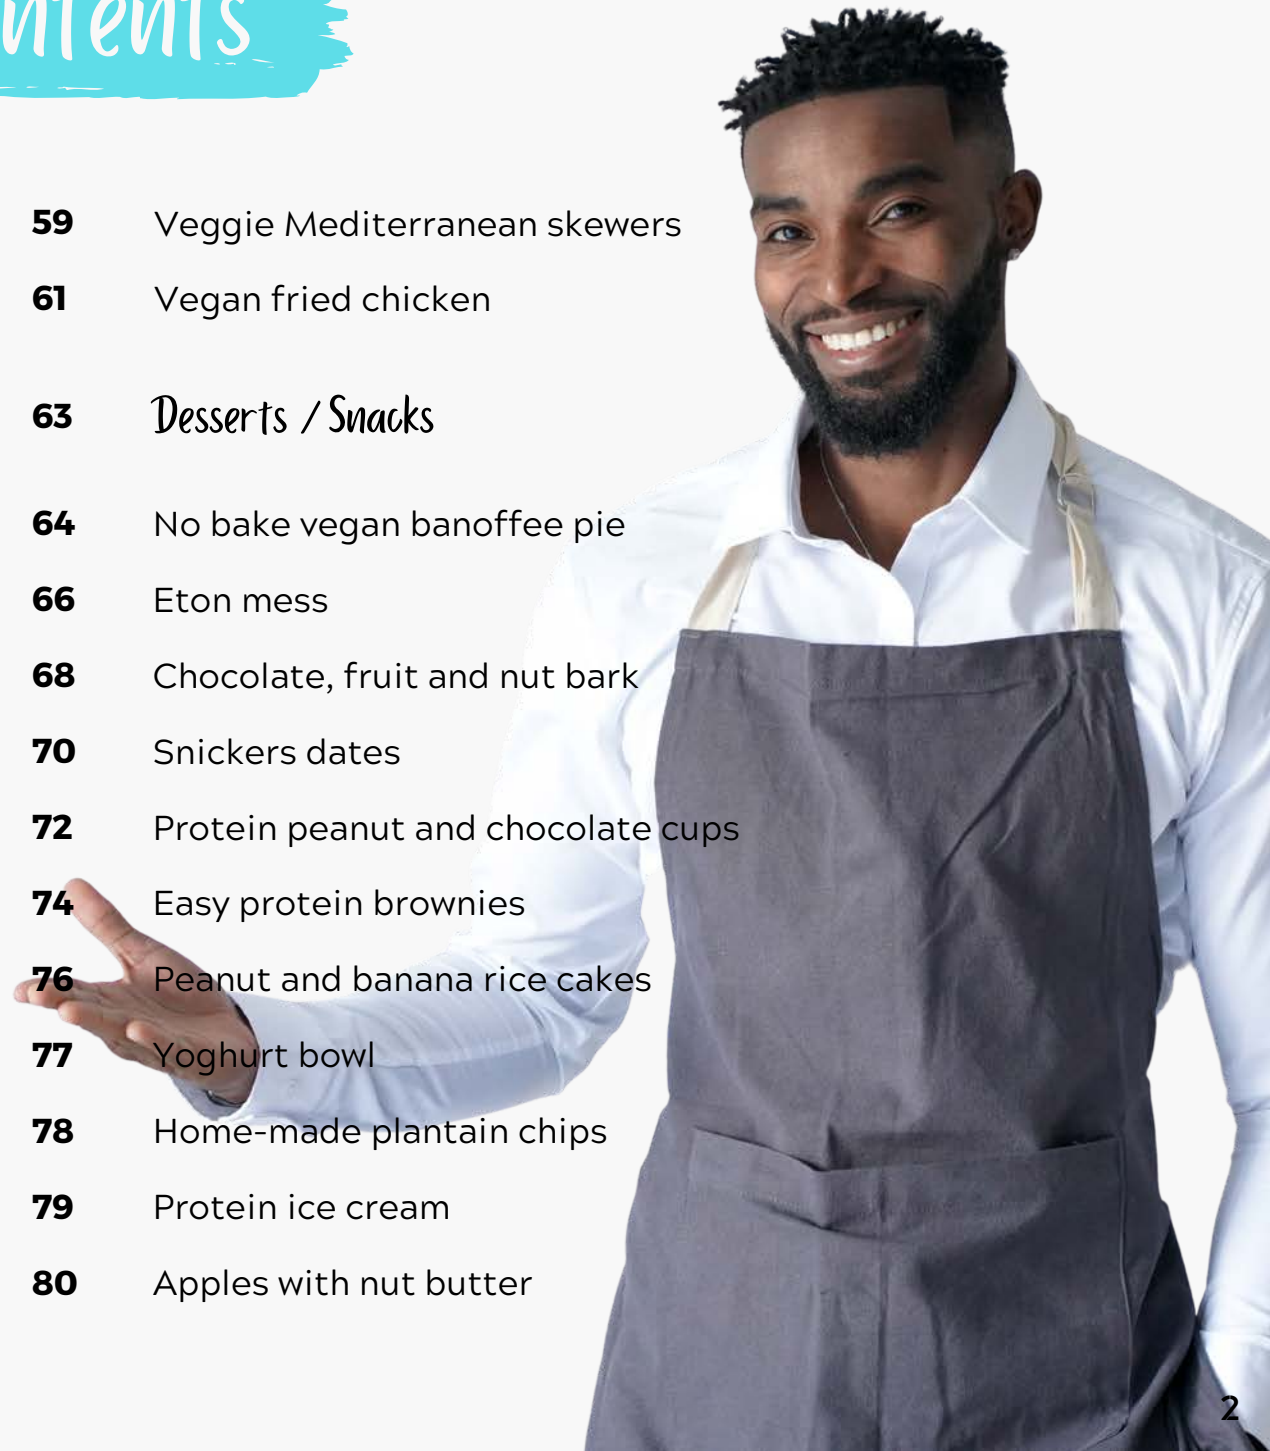 ntents
59 Veggie Mediterranean skewers
61 Vegan fried chicken
63 Desserts / Snacks
64 No bake vegan banoffee pie
66 Eton mess
68 Chocolate, fruit and nut bark
70 Snickers dates
72 Protein peanut and chocolate cups
74 Easy protein brownies
76 Peanut and banana rice cakes
77 Yoghurt bowl
78 Home-made plantain chips
79 Protein ice cream
80 Apples with nut butter
2